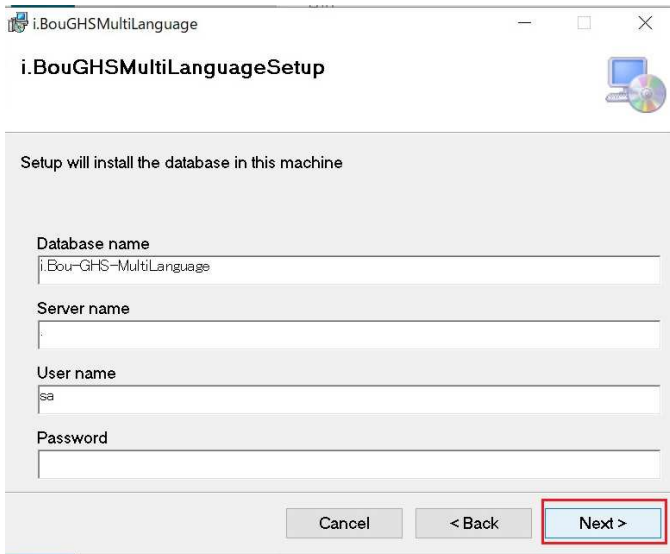 i.BouGHSMultiLanguage
i.BouGHSMultiLanguageSetup
Setup will install the database in this machine
Database name
i.Bou-GHS-MultiLanguage
Server name
.
User name
sa
Password
Cancel
< Back
Next >